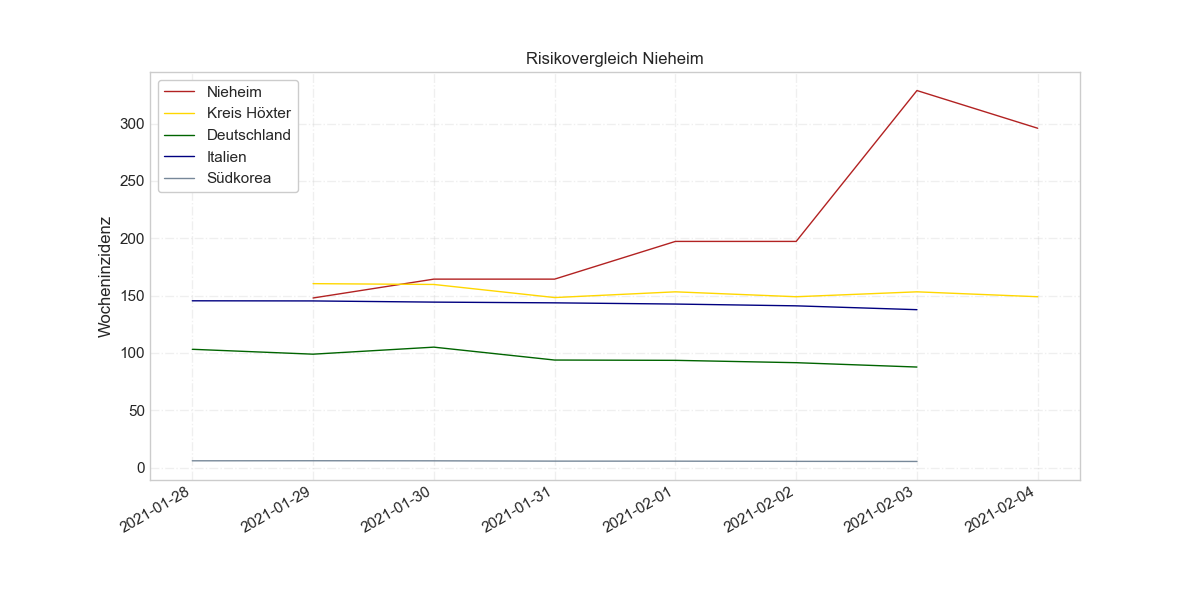 Risikovergleich Nieheim
Nieheim
Kreis Höxter
Deutschland
Italien
Südkorea
Wocheninzidenz
300
250
200
150
100
50
0
2021-01-28
2021-01-29
2021-01-30
2021-01-31
2021-02-01
2021-02-02
2021-02-03
2021-02-04